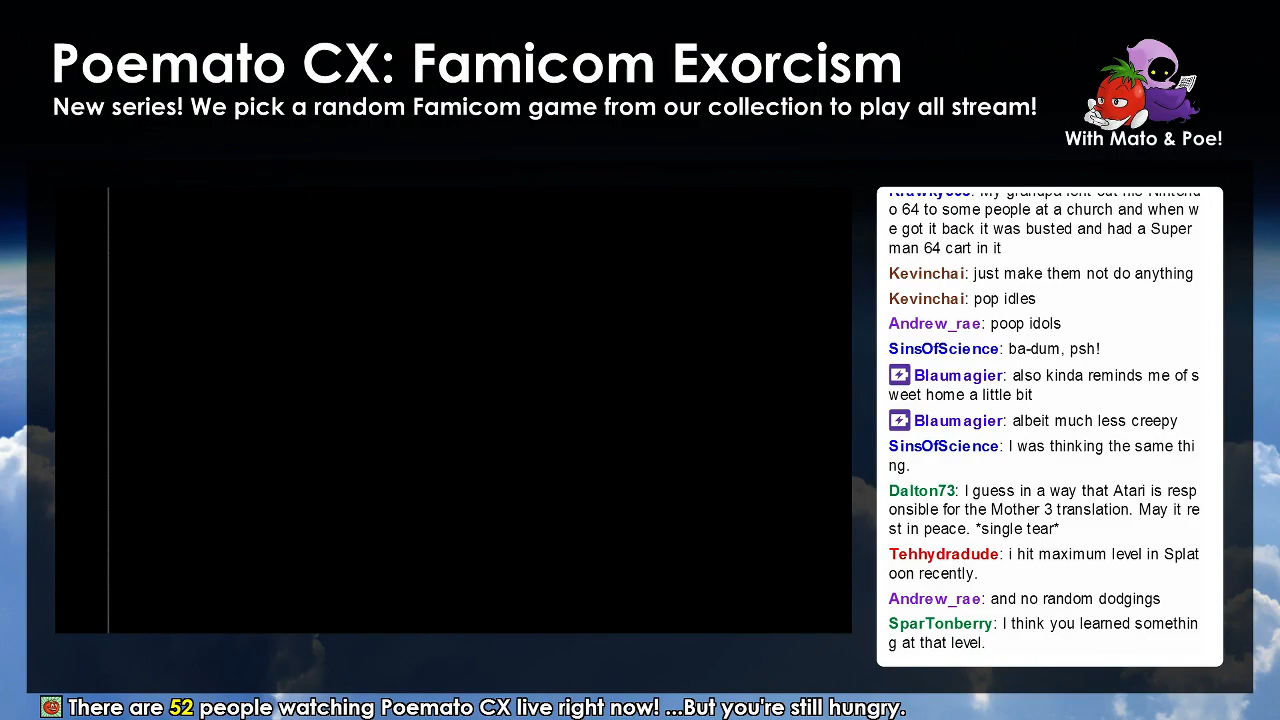 Poemato CX: Famicom Exorcism
New series! We pick a random Famicom game from our collection to play all stream!
With Mato & Poe!
My grandpa lent out his Nintend
o 64 to some people at a church and when w
e got it back it was busted and had a Super
man 64 cart in it
Kevinchai: just make them not do anything
Kevinchai: pop idles
Andrew_rae: poop idols
SinsOfScience: ba-dum, psh!
Blaumagier: also kinda reminds me of s
weet home a little bit
Blaumagier: albeit much less creepy
SinsOfScience: I was thinking the same thi
ng.
Dalton73: I guess in a way that Atari is resp
onsible for the Mother 3 translation. May it re
st in peace. *single tear*
Tehhydradude: i hit maximum level in Splat
oon recently.
Andrew_rae: and no random dodgings
SparTonberry: I think you learned somethin
g at that level.
There are 52 people watching Poemato CX live right now! ...But you're still hungry.